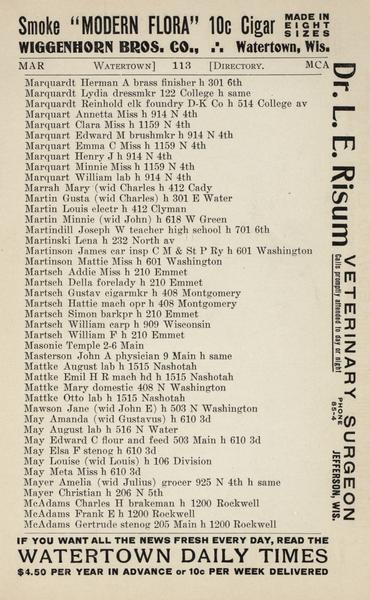 Smoke "MODERN FLORA" 10c Cigar MADE IN EIGHT SIZES
WIGGENHORN BROS. CO., ∴ Watertown, Wis.
MAR WATERTOWN] 113 [DIRECTORY. MCA
Marquardt Herman A brass finisher h 301 6th
Marquardt Lydia dressmkr 122 College h same
Marquardt Reinhold elk foundry D-K Co h 514 College av
Marquart Annetta Miss h 914 N 4th
Marquart Clara Miss h 1159 N 4th
Marquart Edward M brushmkr h 914 N 4th
Marquart Emma C Miss h 1159 N 4th
Marquart Henry J h 914 N 4th
Marquart Minnie Miss h 1159 N 4th
Marquart William lab h 914 N 4th
Marrah Mary (wid Charles) h 412 Cady
Martin Gusta (wid Charles) h 301 E Water
Martin Louis electr h 412 Clyman
Martin Minnie (wid John) h 618 W Green
Martindill Joseph W teacher high school h 701 6th
Martinski Lena h 232 North av
Martinson James car insp C M & St P Ry h 601 Washington
Martinson Mattie Miss h 601 Washington
Martsch Addie Miss h 210 Emmet
Martsch Della forelady h 210 Emmet
Martsch Gustav eigarmkr h 408 Montgomery
Martsch Hattie mach opr h 408 Montgomery
Martsch Simon barkpr h 210 Emmet
Martsch William earp h 909 Wisconsin
Martsch William F h 210 Emmet
Masonic Temple 2-6 Main
Masterson John A physician 9 Main h same
Mattke August lab h 1515 Nashotah
Mattke Emil H R mach hd h 1515 Nashotah
Mattke Mary domestic 408 N Washington
Mattke Otto lab h 1515 Nashotah
Mawson Jane (wid John E) h 503 N Washington
May Amanda (wid Gustavus) h 610 3d
May August lab h 516 N Water
May Edward C flour and feed 503 Main h 610 3d
May Elsa F stenog h 610 3d
May Louise (wid Louis) h 106 Division
May Meta Miss h 610 3d
Mayer Amelia (wid Julius) grocer 925 N 4th h same
Mayer Christian h 206 N 5th
McAdams Charles H brakeman h 1200 Rockwell
McAdams Frank E h 1200 Rockwell
McAdams Gertrude stenog 205 Main h 1200 Rockwell
Dr. L. E. Risum VETERINARY SURGEON
Calls promptly attended to day or night
PHONE 85-4
JEFFERSON, WIS.
IF YOU WANT ALL THE NEWS FRESH EVERY DAY, READ THE
WATERTOWN DAILY TIMES
$4.50 PER YEAR IN ADVANCE or 10c PER WEEK DELIVERED